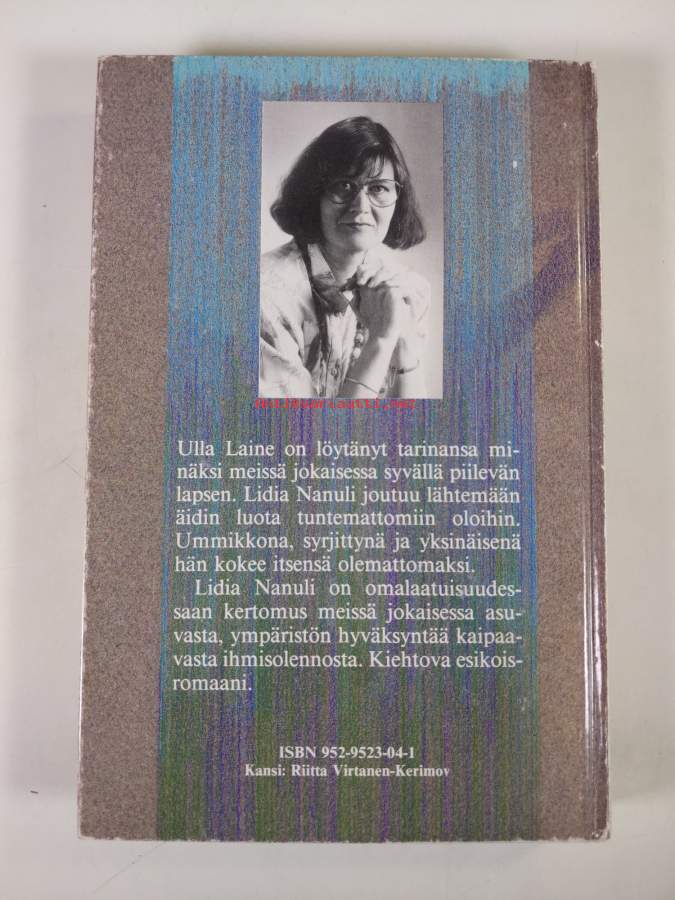 antikvariaatti.net
Ulla Laine on löytänyt tarinansa mi-
näksi meissä jokaisessa syvällä piilevän
lapsen. Lidia Nanuli joutuu lähtemään
äidin luota tuntemattomiin oloihin.
Ummikkona, syrjittynä ja yksinäisenä
hän kokee itsensä olemattomaksi.
Lidia Nanuli on omalaatuisuudes-
saan kertomus meissä jokaisessa asu-
vasta, ympäristön hyväksyntää kaipaa-
vasta ihmisolennosta. Kiehtova esikois-
romaani.
ISBN 952-9523-04-1
Kansi: Riitta Virtanen-Kerimov